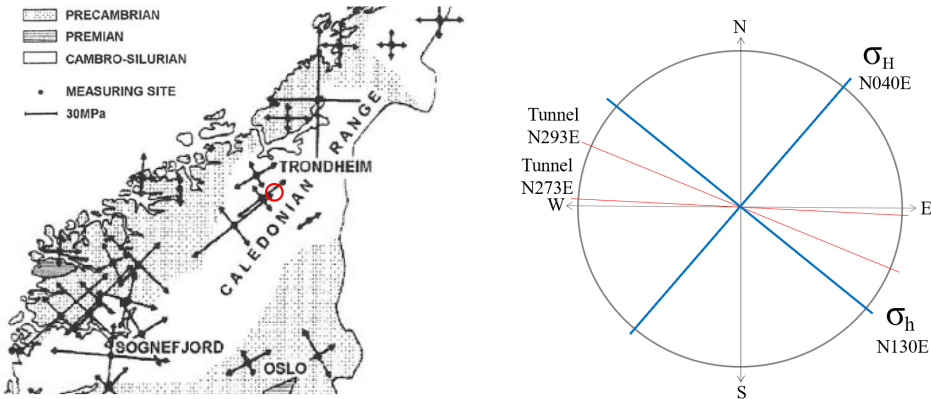 PRECAMBRIAN
PREMIAN
CAMBRO-SILURIAN
MEASURING SITE
30MPa
TRONDHEIM
CALEDONIAN RANGE
SOGNEFJORD
OSLO
N
σH
N040E
Tunnel
N293E
Tunnel
N273E
W
E
σh
N130E
S